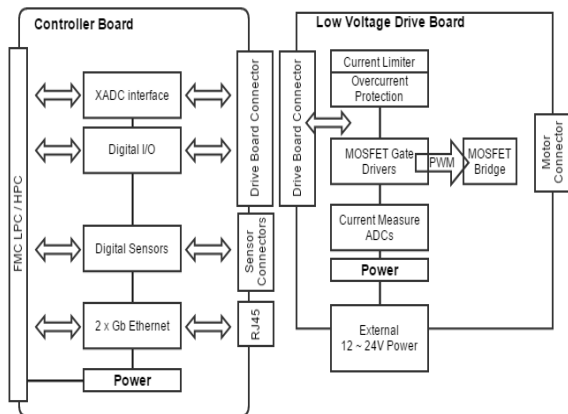 Controller Board
FMC LPC / HPC
XADC interface
Digital I/O
Digital Sensors
2 x Gb Ethernet
Power
Drive Board Connector
Sensor
Connectors
RJ45
Low Voltage Drive Board
Drive Board Connector
Current Limiter
Overcurrent
Protection
MOSFET Gate
Drivers
PWM
MOSFET
Bridge
Motor
Connector
Current Measure
ADCs
Power
External
12 ~ 24V Power